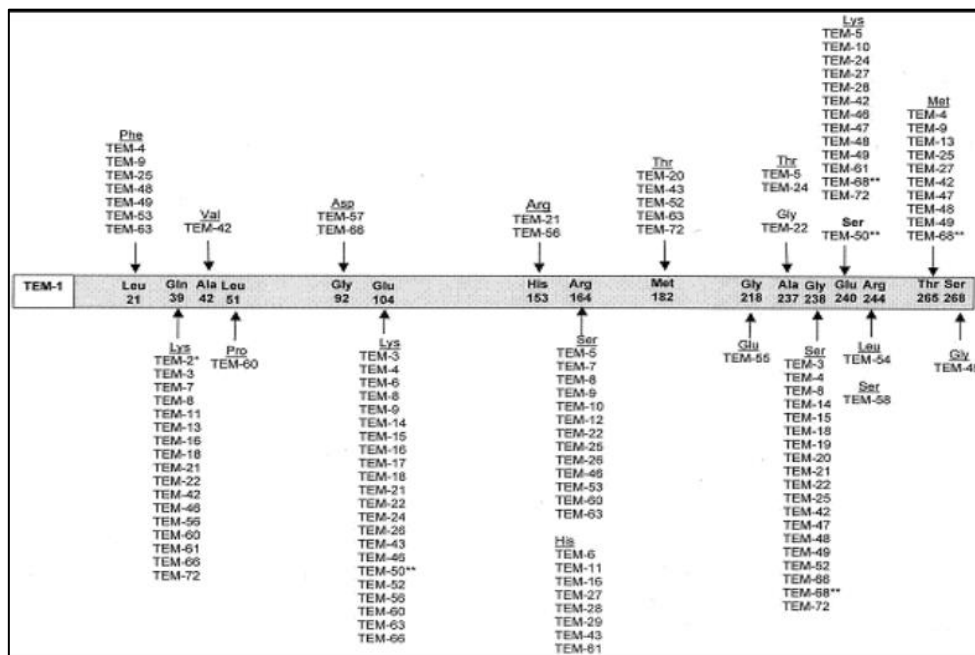 Phe
TEM-4
TEM-9
TEM-25
TEM-48
TEM-49
TEM-53
TEM-63
Val
TEM-42
Asp
TEM-57
TEM-66
Arg
TEM-21
TEM-56
Thr
TEM-20
TEM-43
TEM-52
TEM-63
TEM-72
Thr
TEM-5
TEM-24
Gly
TEM-22
Lys
TEM-5
TEM-10
TEM-24
TEM-27
TEM-28
TEM-42
TEM-46
TEM-47
TEM-48
TEM-49
TEM-61
TEM-68**
TEM-72
Ser
TEM-50**
Met
TEM-4
TEM-9
TEM-13
TEM-25
TEM-27
TEM-42
TEM-47
TEM-48
TEM-49
TEM-68**
TEM-1 Leu Gln Ala Leu Gly Glu His Arg Met Gly Ala Gly Glu Arg Thr Ser
21 39 42 51 92 104 153 164 182 218 237 238 240 244 265 268
Lys
TEM-2*
TEM-3
TEM-7
TEM-8
TEM-11
TEM-13
TEM-16
TEM-18
TEM-21
TEM-22
TEM-42
TEM-46
TEM-56
TEM-60
TEM-61
TEM-66
TEM-72
Pro
TEM-60
Lys
TEM-3
TEM-4
TEM-6
TEM-8
TEM-9
TEM-14
TEM-15
TEM-16
TEM-17
TEM-18
TEM-21
TEM-22
TEM-24
TEM-26
TEM-43
TEM-46
TEM-50**
TEM-52
TEM-56
TEM-60
TEM-63
TEM-66
Ser
TEM-5
TEM-7
TEM-8
TEM-9
TEM-10
TEM-12
TEM-22
TEM-25
TEM-26
TEM-46
TEM-53
TEM-60
TEM-63
His
TEM-6
TEM-11
TEM-16
TEM-27
TEM-28
TEM-29
TEM-43
TEM-61
Glu
TEM-55
Ser
TEM-3
TEM-4
TEM-8
TEM-14
TEM-15
TEM-18
TEM-19
TEM-20
TEM-21
TEM-22
TEM-25
TEM-42
TEM-47
TEM-48
TEM-49
TEM-52
TEM-66
TEM-68**
TEM-72
Leu
TEM-54
Ser
TEM-58
Gly